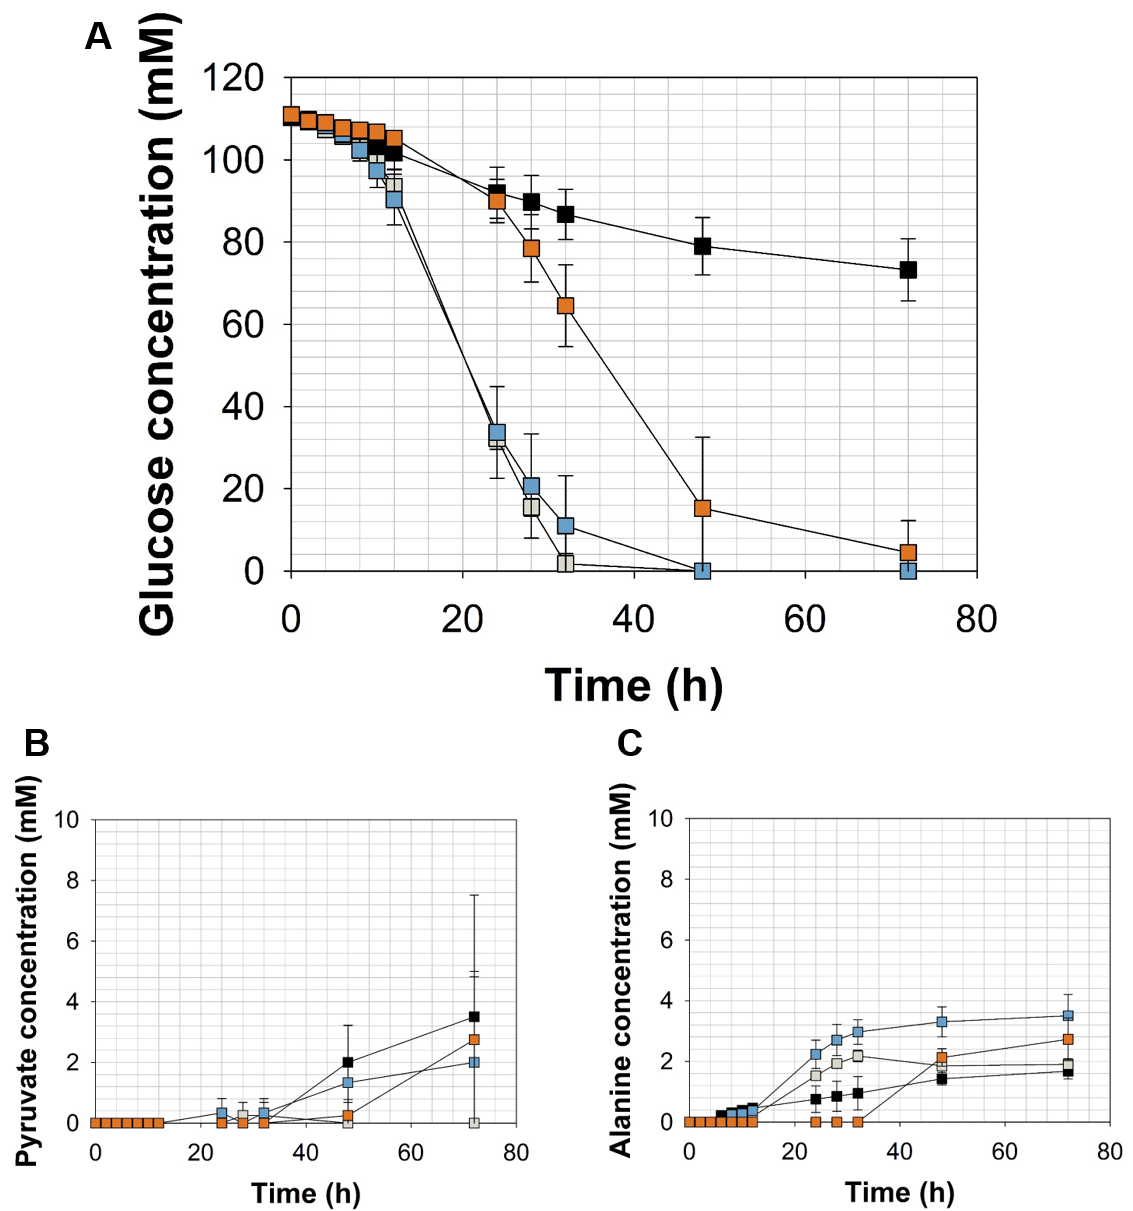 A
Glucose concentration (mM)
120
100
80
60
40
20
0
0 20 40 60 80
Time (h)
B
Pyruvate concentration (mM)
10
8
6
4
2
0
0 20 40 60 80
Time (h)
C
Alanine concentration (mM)
10
8
6
4
2
0
0 20 40 60 80
Time (h)